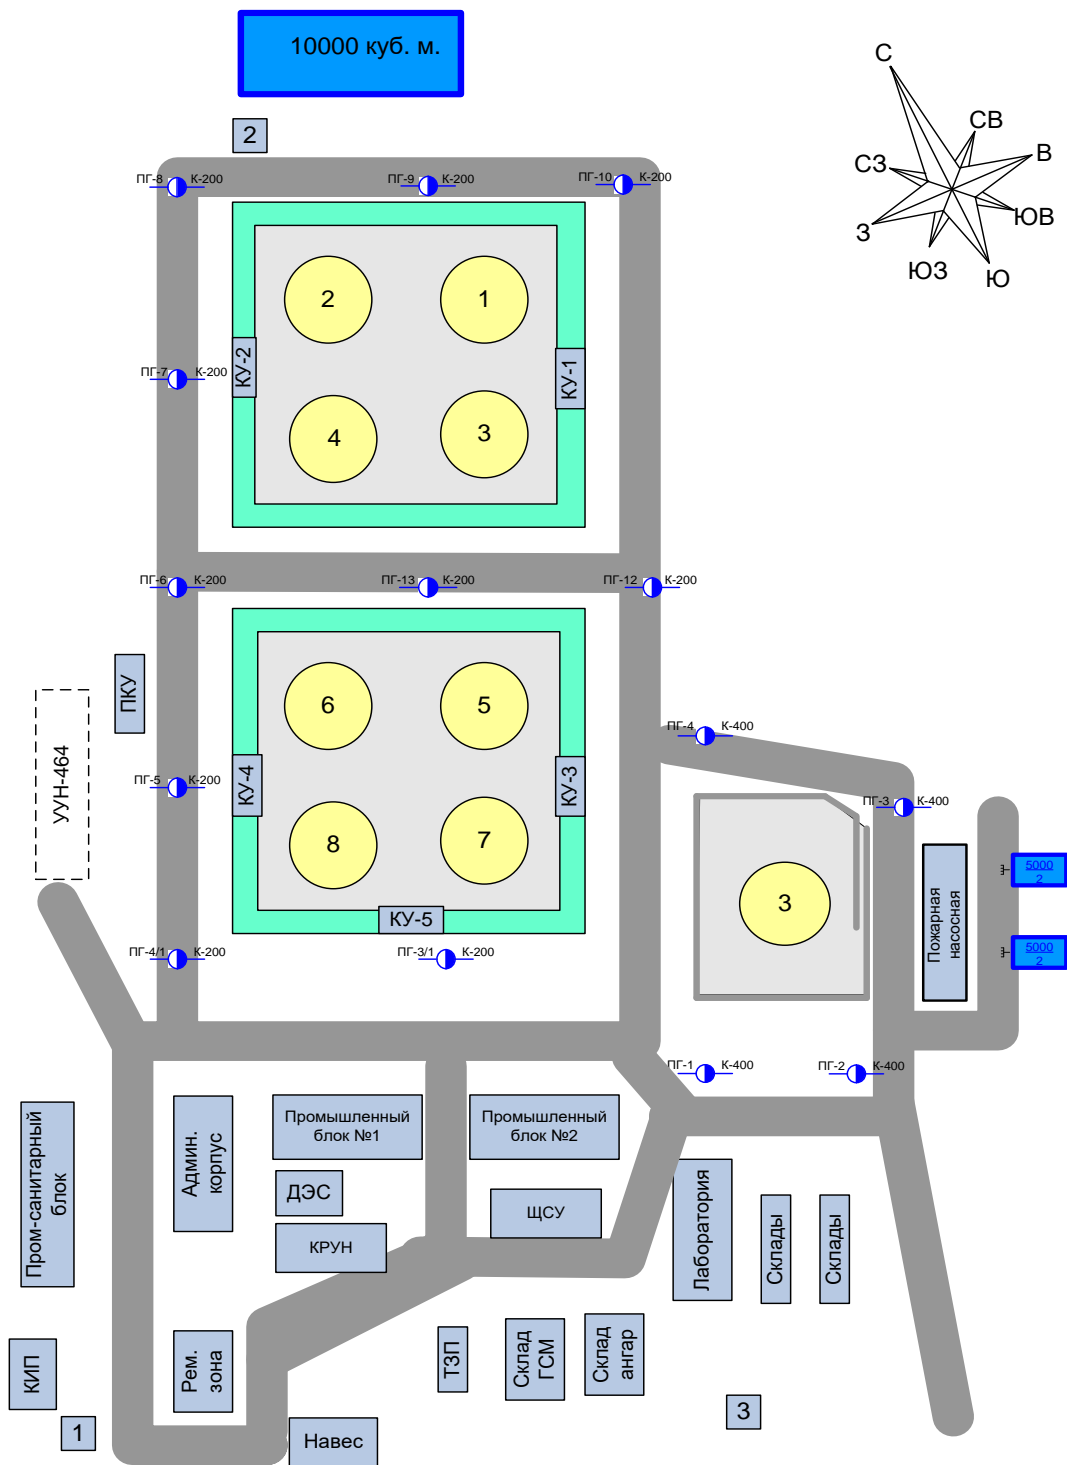 10000 куб. м.
С
СВ
В
СЗ
ЮВ
З
ЮЗ
Ю
2
ПГ-8 К-200
ПГ-9 К-200
ПГ-10 К-200
2
1
КУ-2
КУ-1
ПГ-7 К-200
4
3
ПГ-6 К-200
ПГ-13 К-200
ПГ-12 К-200
ПКУ
УУН-464
6
5
ПГ-4 К-400
ПГ-5 К-200
КУ-4
КУ-3
ПГ-3 К-400
8
7
3
Пожарная
насосная
5000
2
5000
2
КУ-5
ПГ-4/1 К-200
ПГ-3/1 К-200
ПГ-1 К-400
ПГ-2 К-400
Пром-санитарный
блок
Админ.
корпус
Промышленный
блок №1
Промышленный
блок №2
ДЭС
КРУН
ЩСУ
Лаборатория
Склады
Склады
КИП
Рем.
зона
ТЗП
Склад
ГСМ
Склад
ангар
1
Навес
3